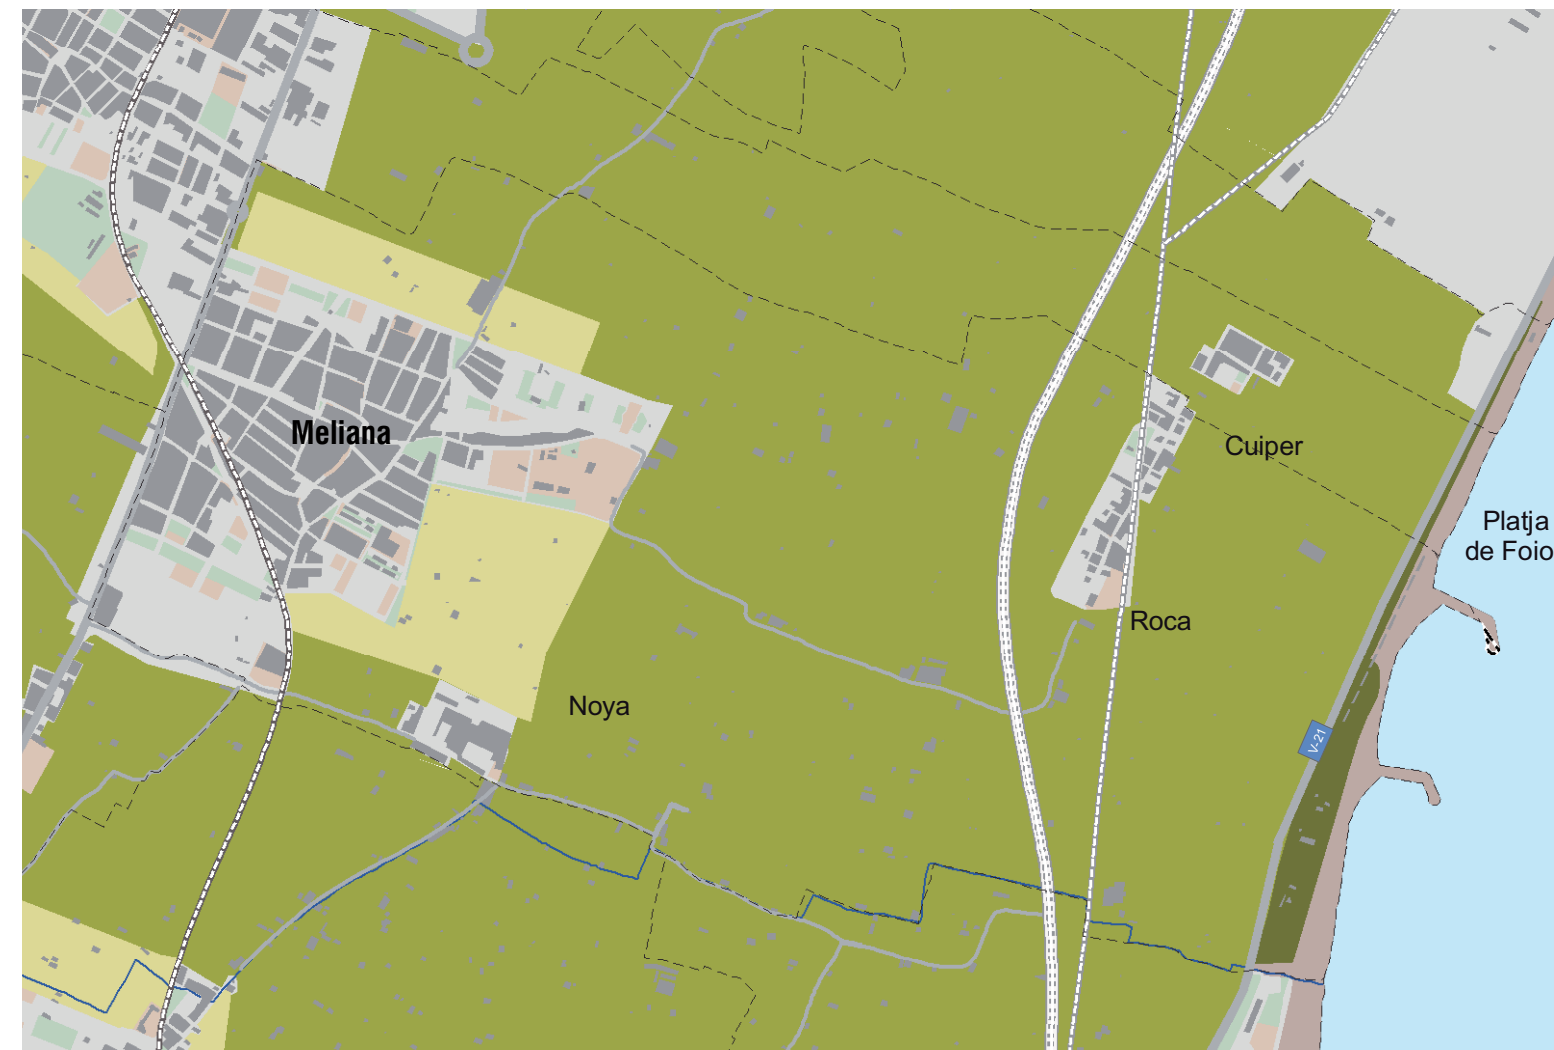 Meliana
Cuiper
Platja
de Foio
Roca
Noya
V-21